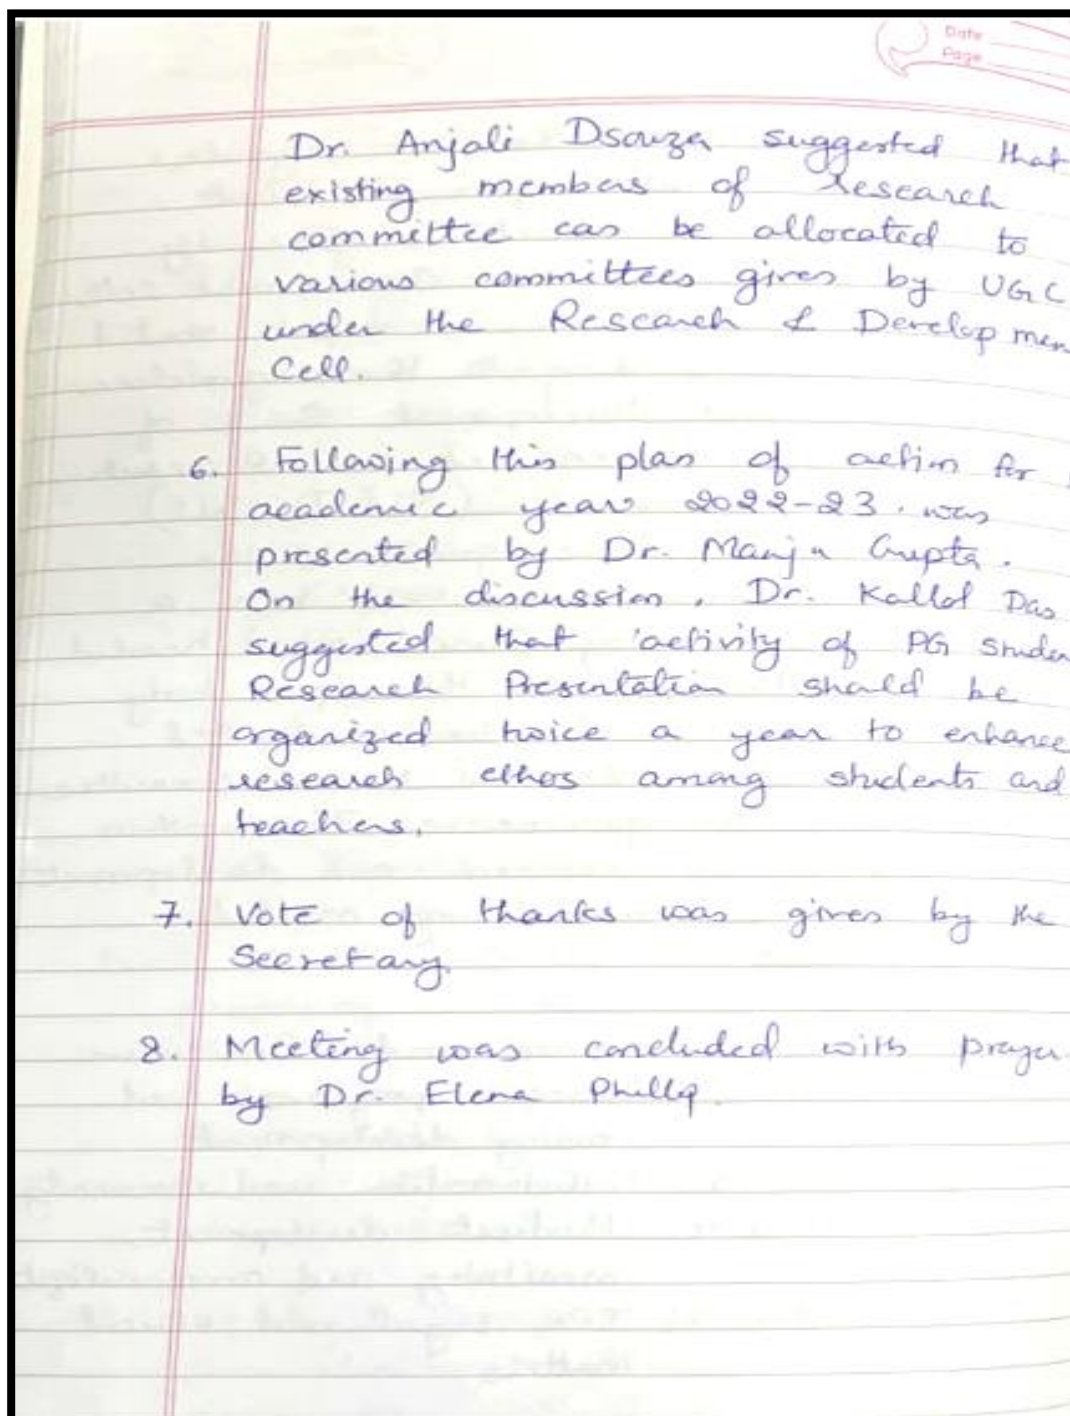 Date
Page
Dr. Anjali Dsouza suggested that
existing members of research
committee can be allocated to
various committees given by UGC
under the Research & Developmen
Cell.
6. Following this plan of action for
academic year 2022-23. was
presented by Dr. Manju Gupta.
On the discussion, Dr. Kallol Das
suggested that 'activity of PG Studen
Research Presentation should be
organized twice a year to enhance
research ethos among students and
teachers.
7. Vote of thanks was given by the
Secretary.
8. Meeting was concluded with prayer
by Dr. Elena Philip.